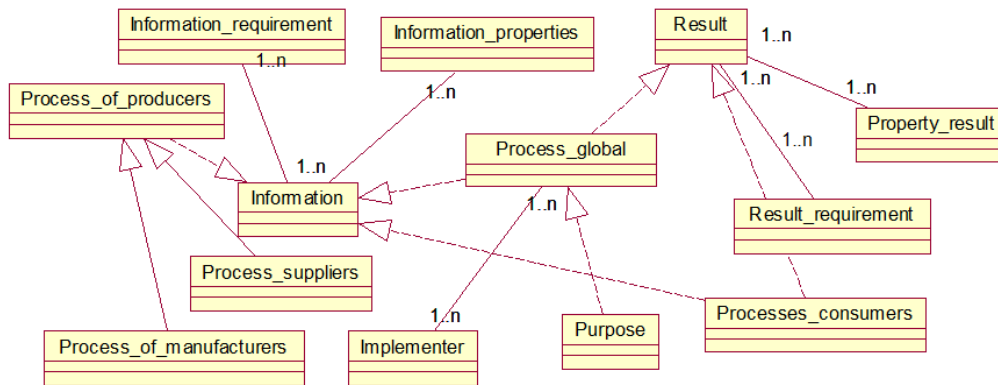 Information_requirement
Information_properties
Result
1..n
1..n
1..n
1..n
Process_of_producers
Property_result
1..n
1..n
Process_global
1..n
1..n
Information
1..n
Result_requirement
Process_suppliers
Processes_consumers
1..n
Process_of_manufacturers
Implementer
Purpose